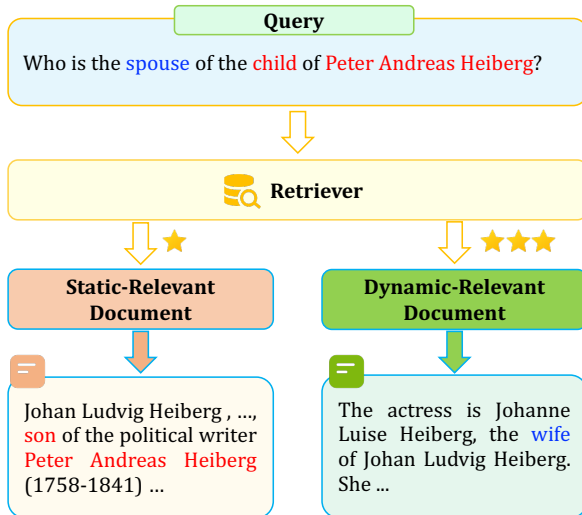 Query
Who is the spouse of the child of Peter Andreas Heiberg?
Retriever
Static-Relevant
Document
Dynamic-Relevant
Document
Johan Ludvig Heiberg , ...,
son of the political writer
Peter Andreas Heiberg
(1758-1841) ...
The actress is Johanne
Luise Heiberg, the wife
of Johan Ludvig Heiberg.
She ...